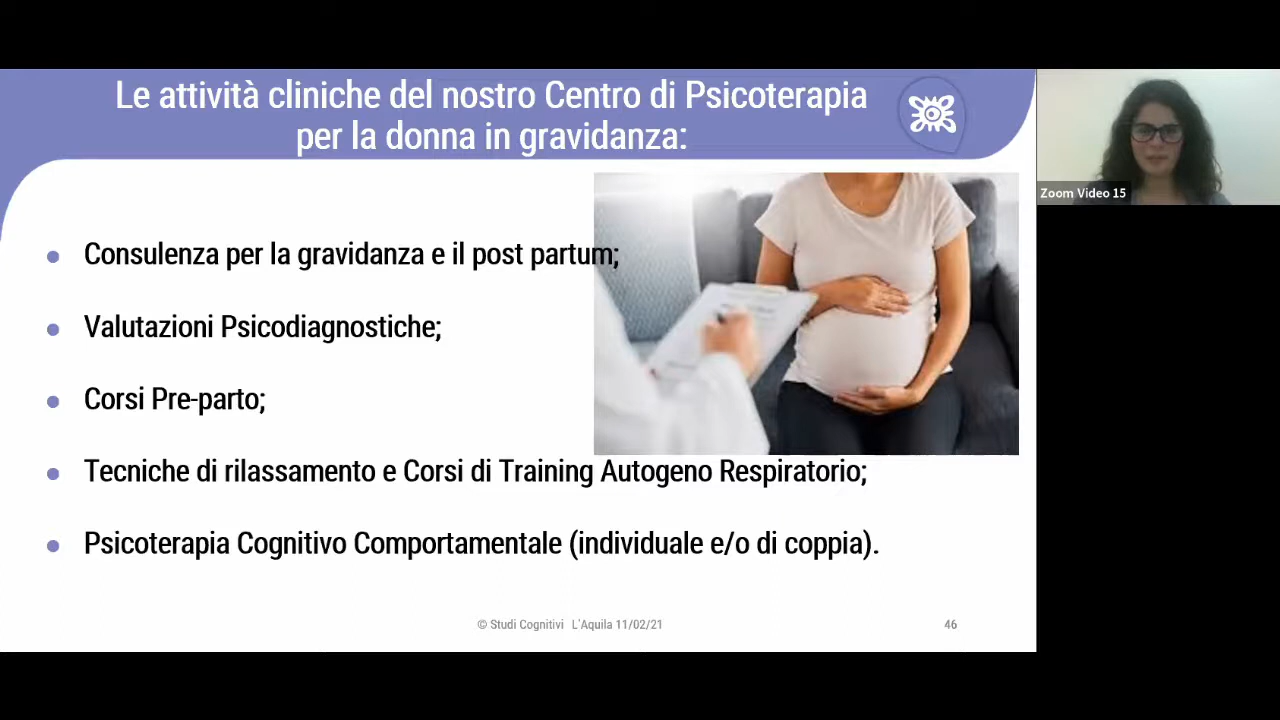 Le attività cliniche del nostro Centro di Psicoterapia
per la donna in gravidanza:
Zoom Video 15
Consulenza per la gravidanza e il post partum;
Valutazioni Psicodiagnostiche;
Corsi Pre-parto;
Tecniche di rilassamento e Corsi di Training Autogeno Respiratorio;
Psicoterapia Cognitivo Comportamentale (individuale e/o di coppia).
© Studi Cognitivi L'Aquila 11/02/21
46